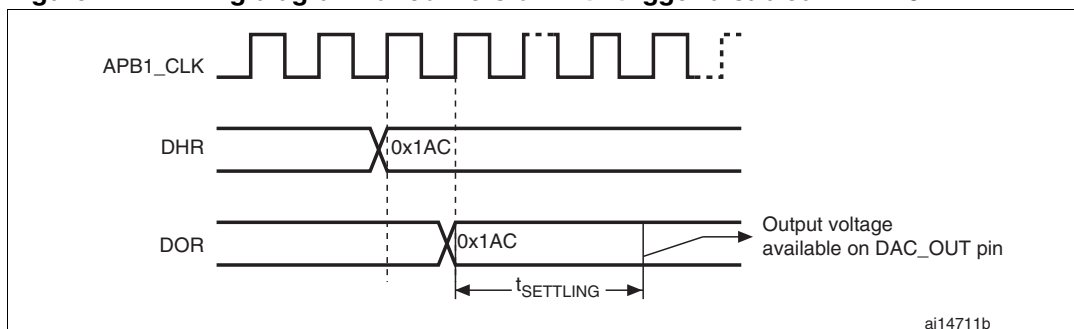 APB1_CLK
DHR
0x1AC
DOR
0x1AC
Output voltage
available on DAC_OUT pin
tSETTLING
ai14711b